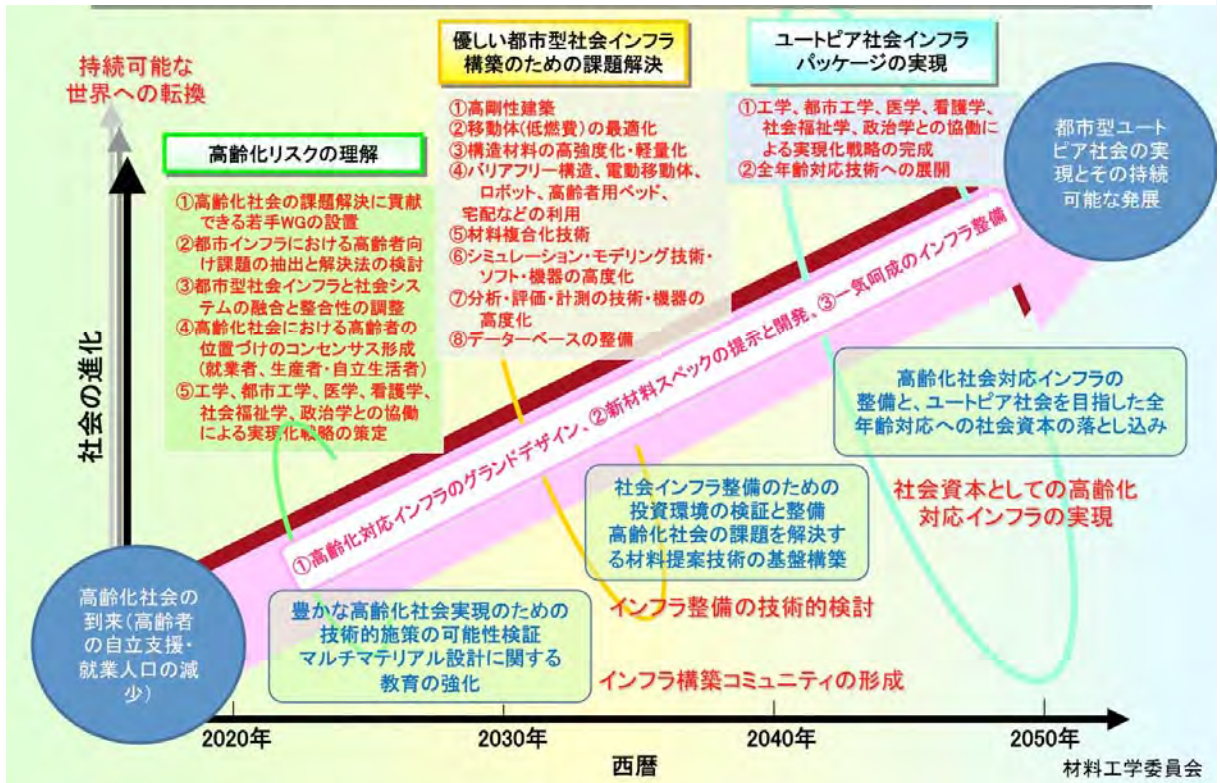 持続可能な
世界への転換
高齢化リスクの理解
①高齢化社会の課題解決に貢献
できる若手WGの設置
②都市インフラにおける高齢者向
け課題の抽出と解決法の検討
③都市型社会インフラと社会シス
テムの融合と整合性の調整
④高齢化社会における高齢者の
位置づけのコンセンサス形成
(就業者、生産者・自立生活者)
⑤工学、都市工学、医学、看護学、
社会福祉学、政治学との協働
による実現化戦略の策定
優しい都市型社会インフラ
構築のための課題解決
①高剛性建築
②移動体(低燃費)の最適化
③構造材料の高強度化・軽量化
④バリアフリー構造、電動移動体、
ロボット、高齢者用ベッド、
宅配などの利用
⑤材料複合化技術
⑥シミュレーション・モデリング技術・
ソフト・機器の高度化
⑦分析・評価・計測の技術・機器の
高度化
⑧データーベースの整備
ユートピア社会インフラ
パッケージの実現
①工学、都市工学、医学、看護学、
社会福祉学、政治学との協働に
よる実現化戦略の完成
②全年齢対応技術への展開
都市型ユート
ピア社会の実
現とその持続
可能な発展
社会の進化
①高齢化対応インフラのグランドデザイン、②新材料スペックの提示と開発、③一気呵成のインフラ整備
高齢化社会対応インフラの
整備と、ユートピア社会を目指した全
年齢対応への社会資本の落とし込み
社会資本としての高齢化
対応インフラの実現
社会インフラ整備のための
投資環境の検証と整備
高齢化社会の課題を解決す
る材料提案技術の基盤構築
インフラ整備の技術的検討
高齢化社会の
到来(高齢者
の自立支援・
就業人口の減
少)
豊かな高齢化社会実現のための
技術的施策の可能性検証
マルチマテリアル設計に関する
教育の強化
インフラ構築コミュニティの形成
2020年
2030年
2040年
2050年
西暦
材料工学委員会